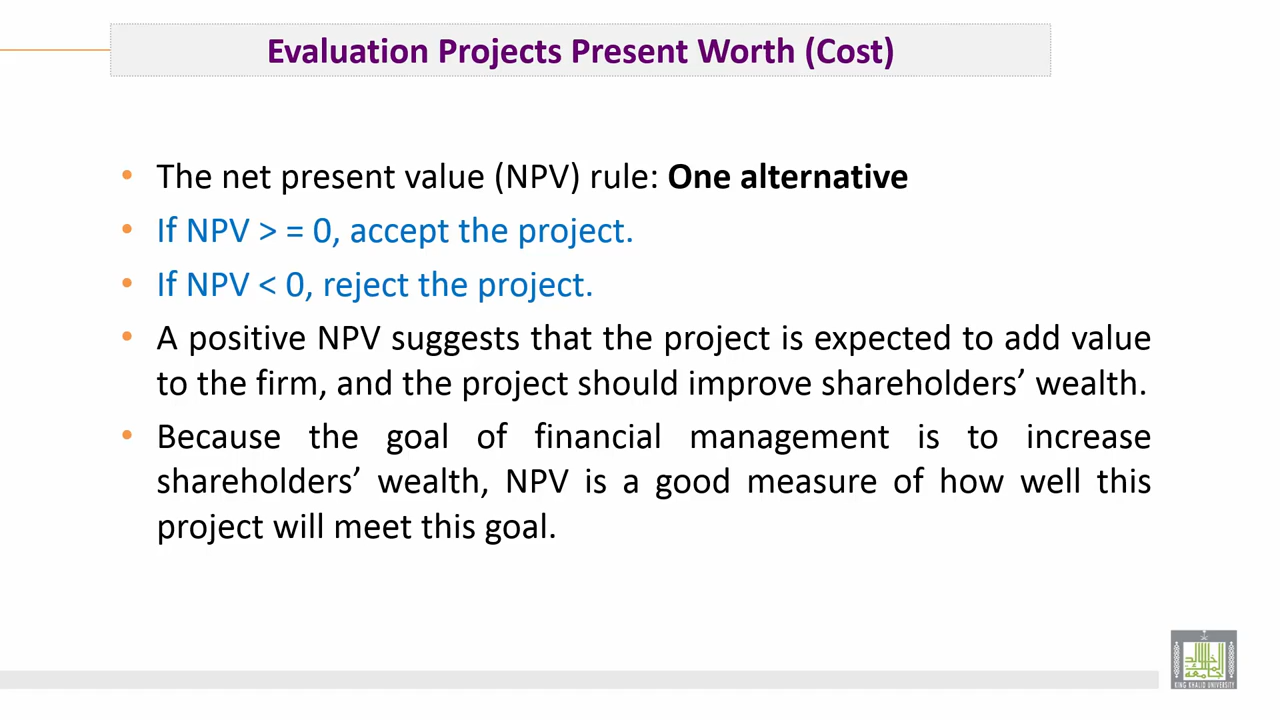 Evaluation Projects Present Worth (Cost)
• The net present value (NPV) rule: One alternative
• If NPV > = 0, accept the project.
• If NPV < 0, reject the project.
• A positive NPV suggests that the project is expected to add value
to the firm, and the project should improve shareholders’ wealth.
• Because the goal of financial management is to increase
shareholders’ wealth, NPV is a good measure of how well this
project will meet this goal.
KING KHALID UNIVERSITY